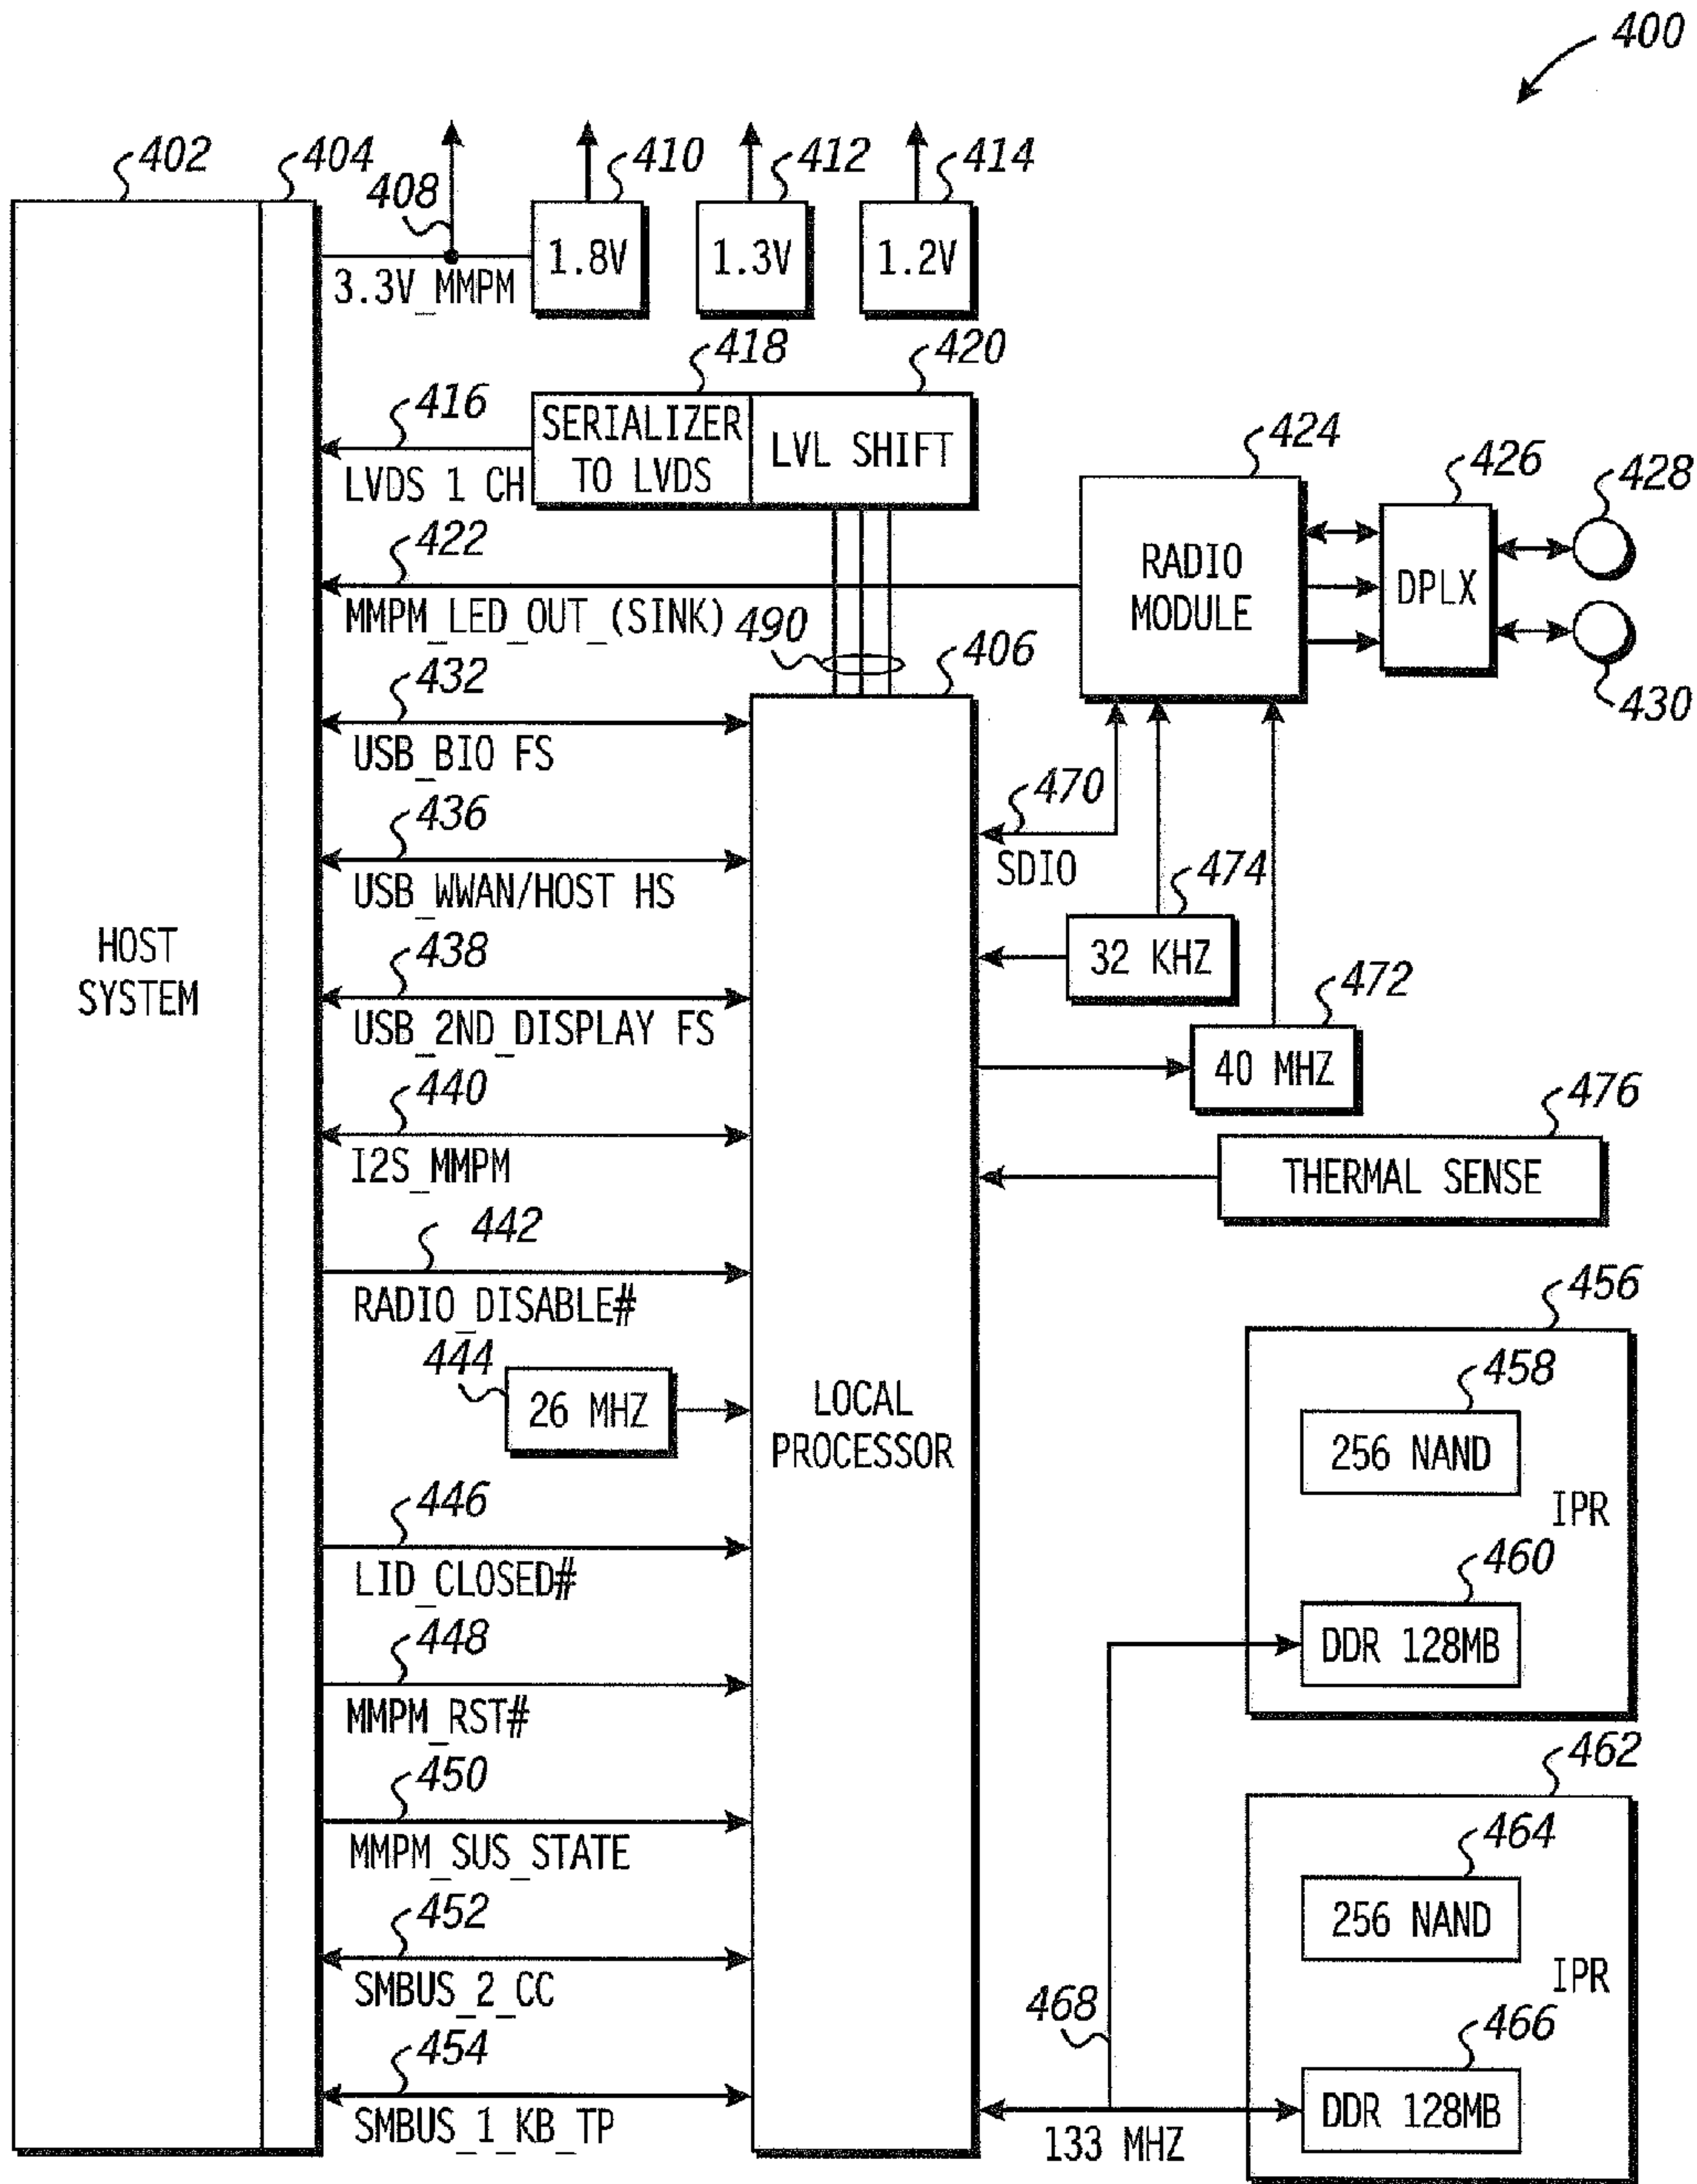 400
402
404
408
410
412
414
1.8V
1.3V
1.2V
3.3V_MMPM
418
420
416
SERIALIZER
TO LVDS
LVL SHIFT
LVDS 1 CH
424
426
428
422
RADIO
MODULE
DPLX
MMPM_LED_OUT_(SINK)
490
406
430
432
USB_BIO FS
470
SDIO
436
USB_WWAN/HOST HS
474
32 KHZ
HOST
SYSTEM
438
USB_2ND_DISPLAY FS
472
40 MHZ
440
I2S_MMPM
476
THERMAL SENSE
442
RADIO_DISABLE#
456
444
26 MHZ
LOCAL
PROCESSOR
458
256 NAND
IPR
446
LID_CLOSED#
460
DDR 128MB
448
MMPM_RST#
450
MMPM_SUS_STATE
462
464
256 NAND
IPR
452
SMBUS_2_CC
468
466
DDR 128MB
454
SMBUS_1_KB_TP
133 MHZ